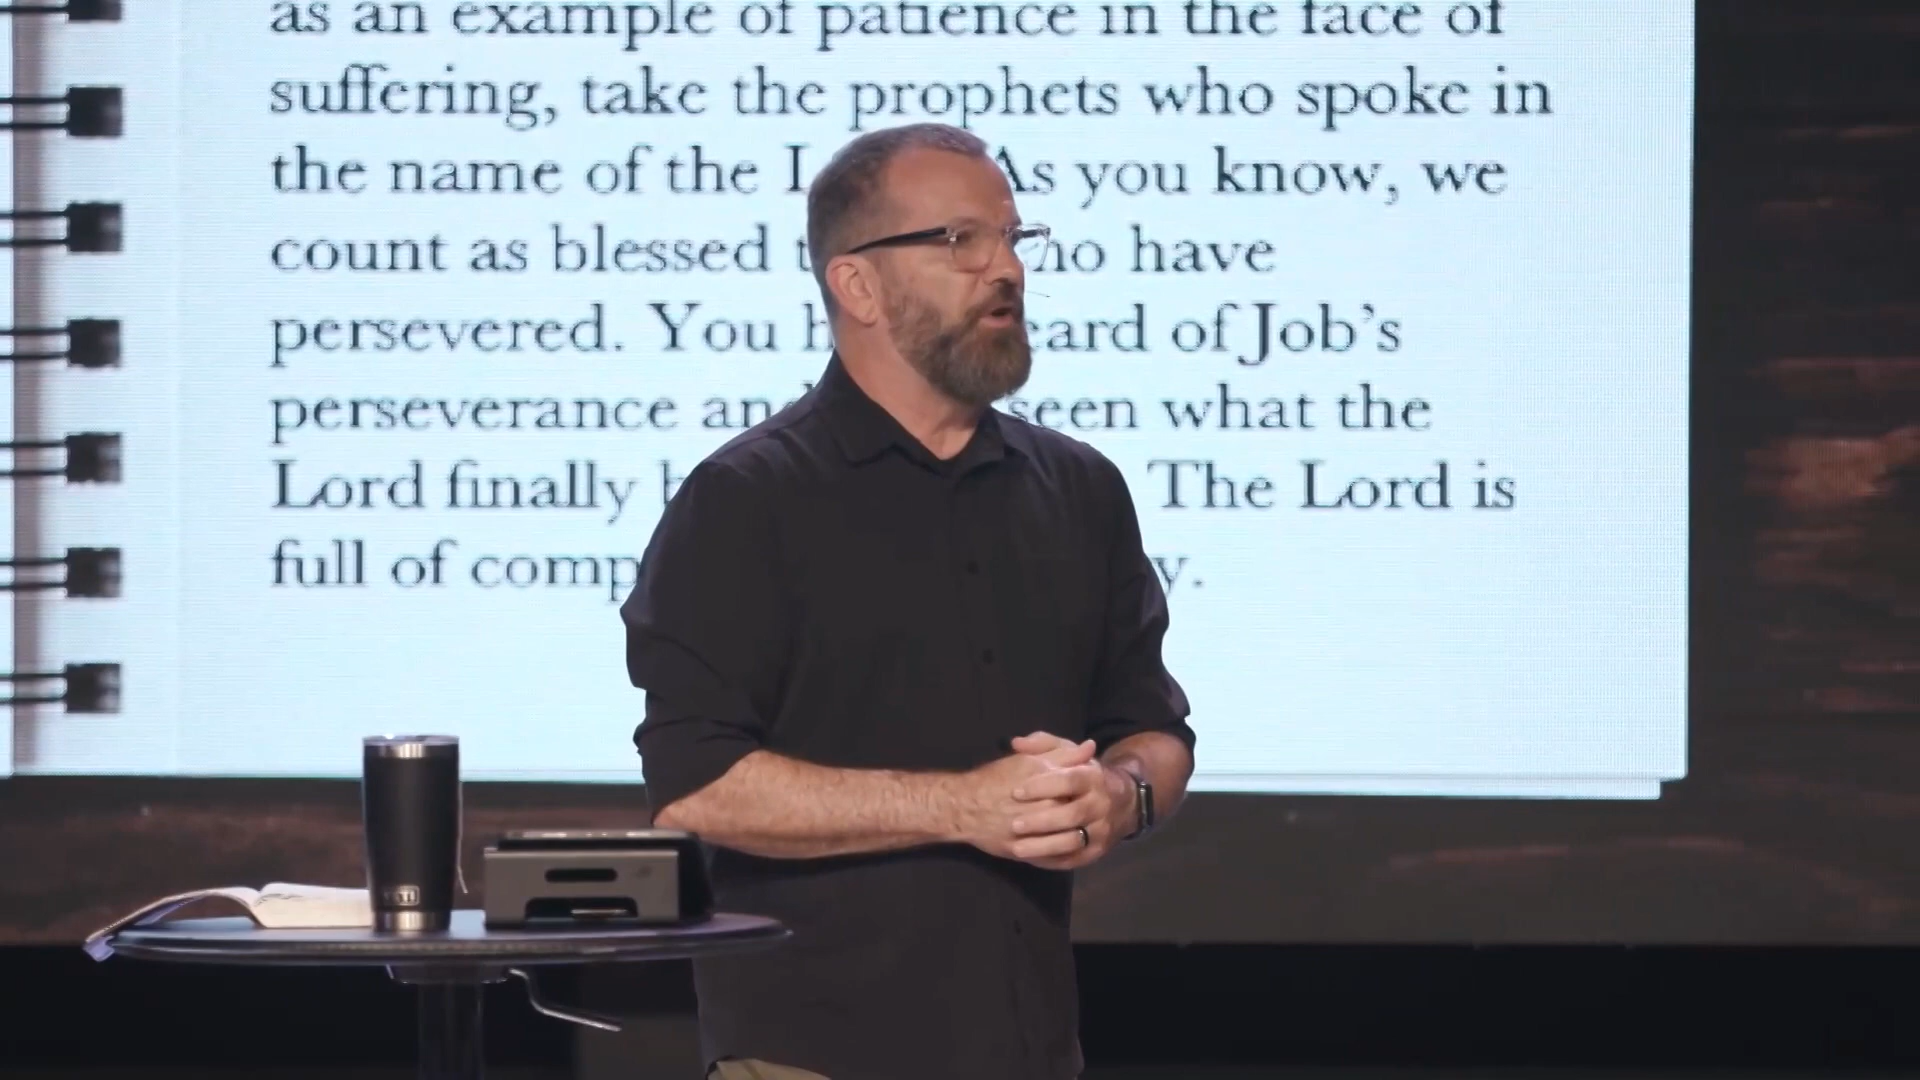 as an example of patience in the face of
suffering, take the prophets who spoke in
the name of the As you know, we
count as blessed have
persevered. You of Job's
perseverance seen what the
Lord finally The Lord is
full of
YETI